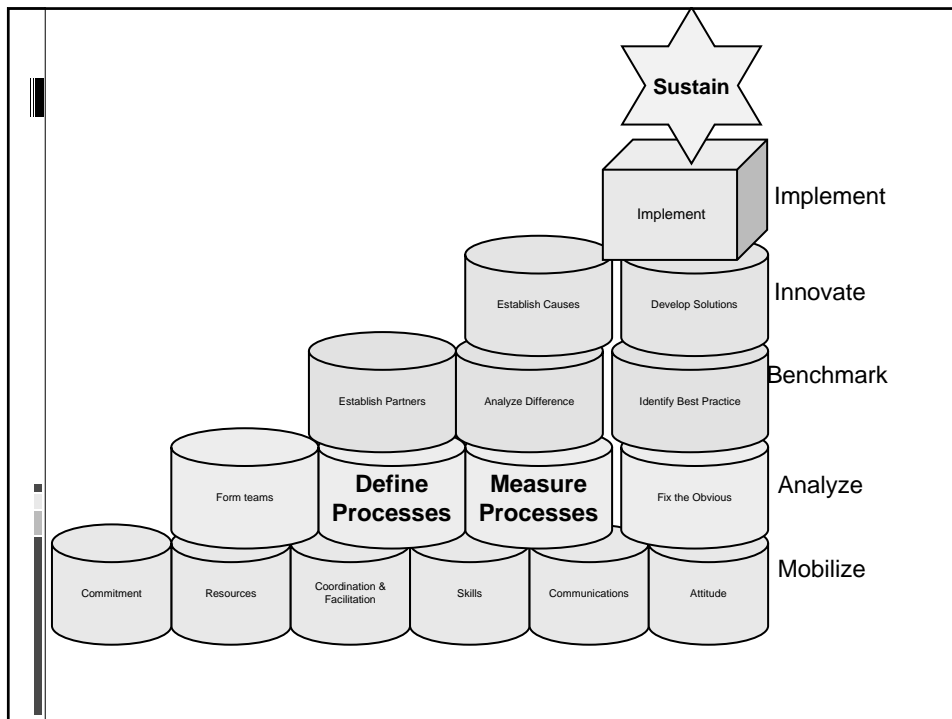 Sustain
Implement
Implement
Establish Causes
Develop Solutions
Innovate
Establish Partners
Analyze Difference
Identify Best Practice
Benchmark
Form teams
Define
Processes
Measure
Processes
Fix the Obvious
Analyze
Commitment
Resources
Coordination &
Facilitation
Skills
Communications
Attitude
Mobilize